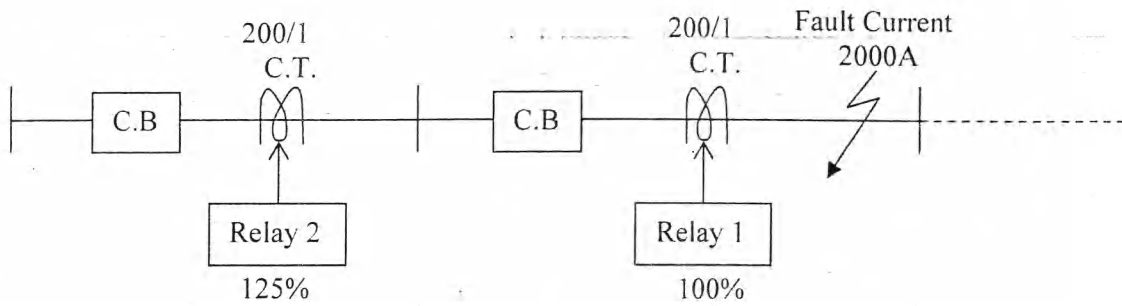 200/1
C.T.
200/1
C.T.
Fault Current
2000A
C.B
C.B
Relay 2
Relay 1
125%
100%